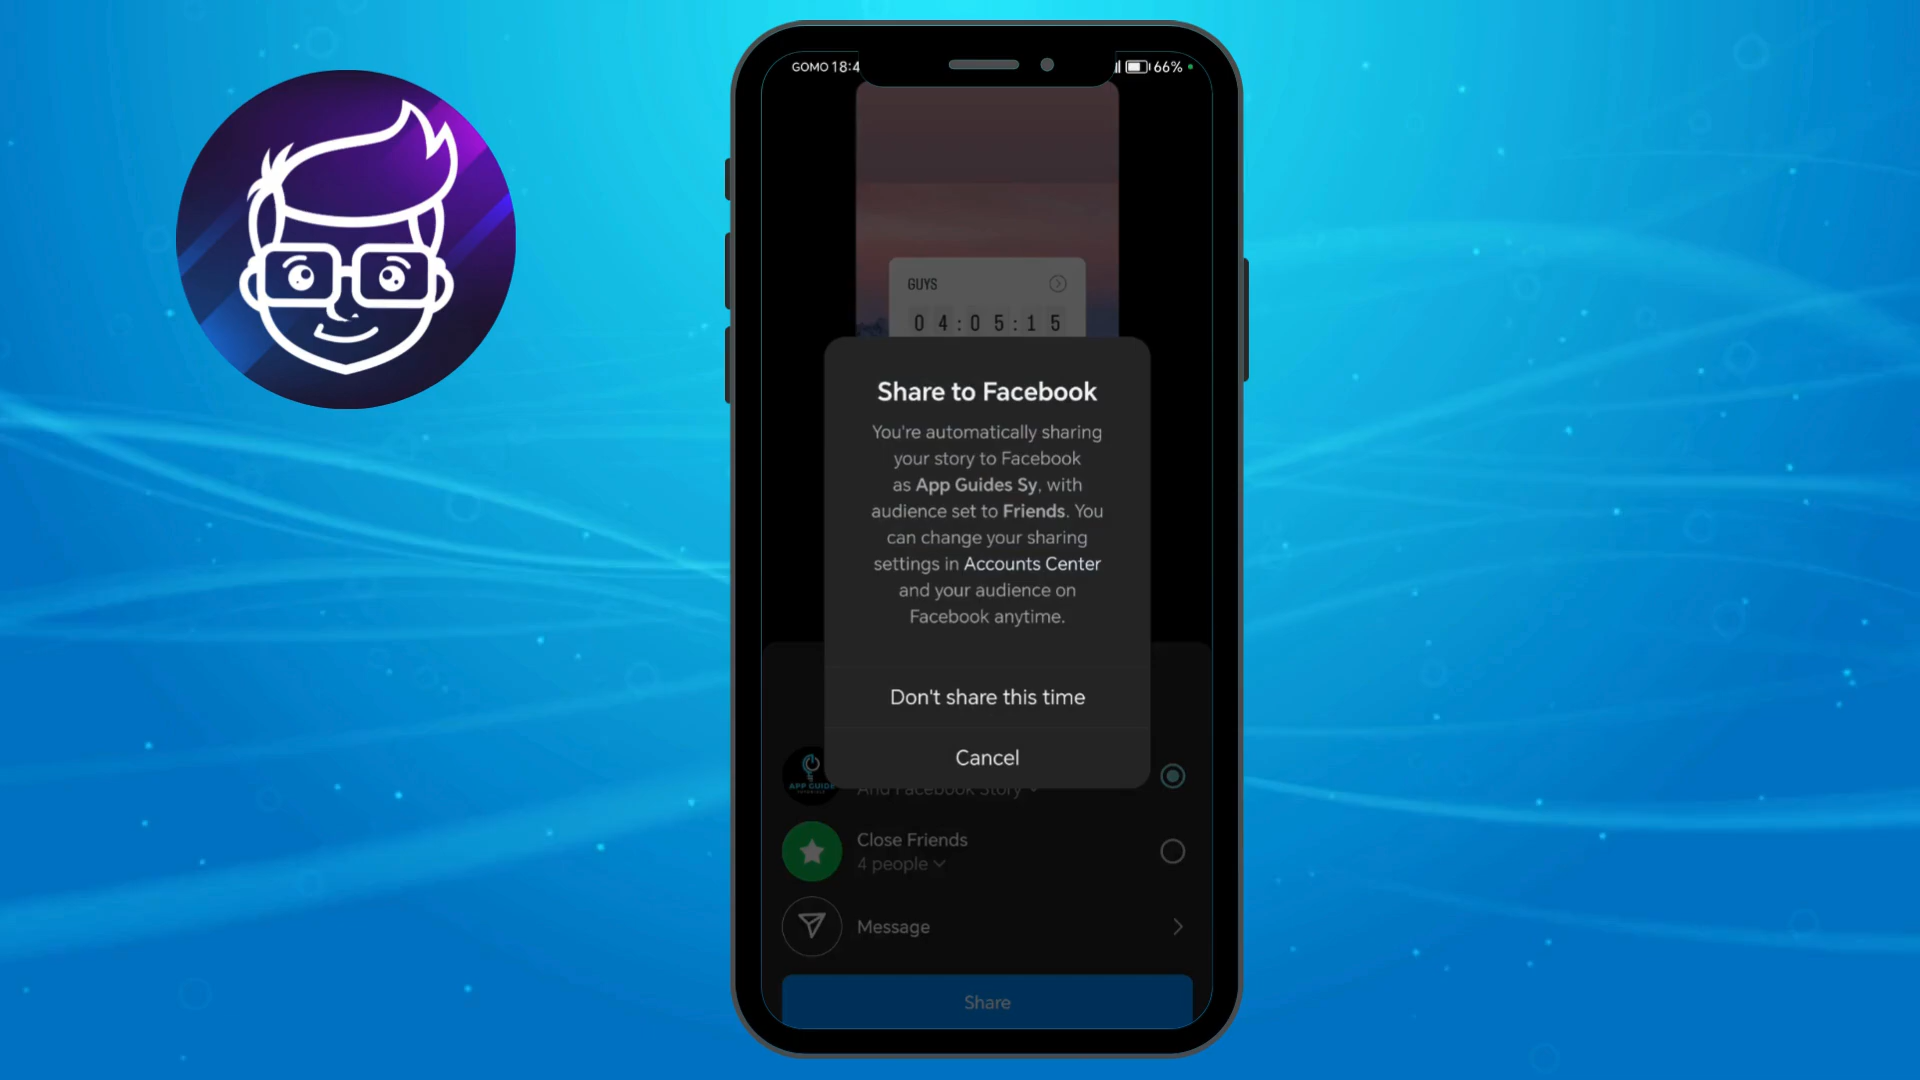 GOMO 18:4
66%
GUYS
04:05:15
Share to Facebook
You're automatically sharing
your story to Facebook
as App Guides Sy, with
audience set to Friends. You
can change your sharing
settings in Accounts Center
and your audience on
Facebook anytime.
Don't share this time
Cancel
APP GUIDE
And Facebook Story
Close Friends
4 people
Message
Share